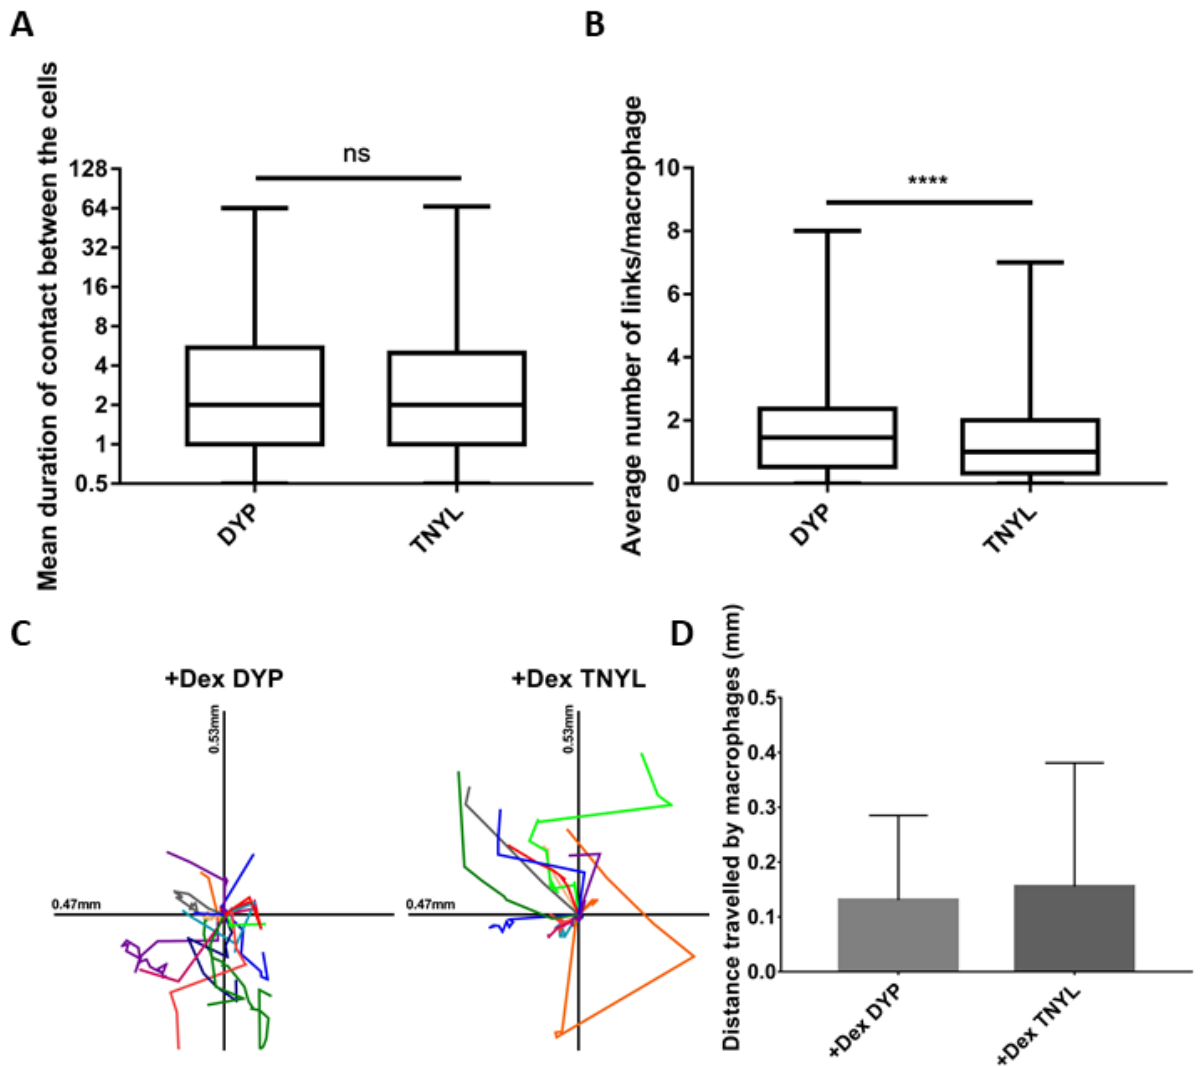 A
Mean duration of contact between the cells
128
64
32
16
8
4
2
1
0.5
ns
DYP
TNYL
B
Average number of links/macrophage
10
8
6
4
2
0
****
DYP
TNYL
C
+Dex DYP
0.53mm
0.47mm
+Dex TNYL
0.53mm
0.47mm
D
Distance travelled by macrophages (mm)
0.5
0.4
0.3
0.2
0.1
0.0
+Dex DYP
+Dex TNYL